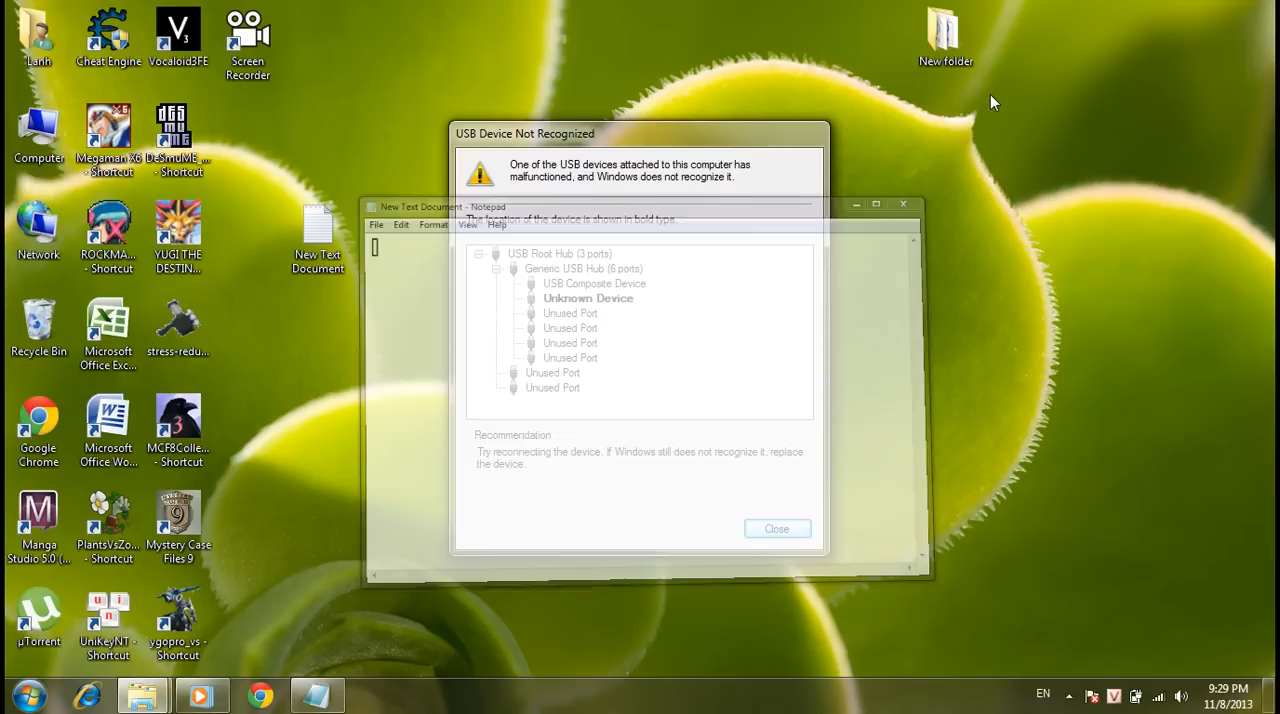 Lanh
Cheat Engine
Vocaloid3FE
Screen
Recorder
New folder
Computer
Megaman X6
- Shortcut
DeSmuME_...
- Shortcut
Network
ROCKMA...
- Shortcut
YUGI THE
DESTIN...
New Text
Document
Recycle Bin
Microsoft
Office Exc...
stress-redu...
Google
Chrome
Microsoft
Office Wo...
MCF8Colle...
- Shortcut
Manga
Studio 5.0 (...
PlantsVsZo...
- Shortcut
Mystery Case
Files 9
µTorrent
UniKeyNT -
Shortcut
ygopro_vs -
Shortcut
USB Device Not Recognized
One of the USB devices attached to this computer has
malfunctioned, and Windows does not recognize it.
New Text Document - Notepad
The location of the device is shown in bold type.
File Edit Format View Help
USB Root Hub (3 ports)
Generic USB Hub (6 ports)
USB Composite Device
Unknown Device
Unused Port
Unused Port
Unused Port
Unused Port
Unused Port
Unused Port
Recommendation
Try reconnecting the device. If Windows still does not recognize it, replace
the device.
Close
EN
9:29 PM
11/8/2013